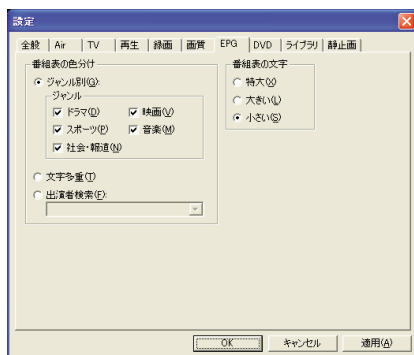 設定
全般 Air TV 再生 録画 画質 EPG DVD ライブラリ 静止画
番組表の色分け
ジャンル別(G):
ジャンル
ドラマ(D) 映画(V)
スポーツ(P) 音楽(M)
社会・報道(N)
文字多重(T)
出演者検索(F):
番組表の文字
特大(X)
大きい(L)
小さい(S)
OK キャンセル 適用(A)